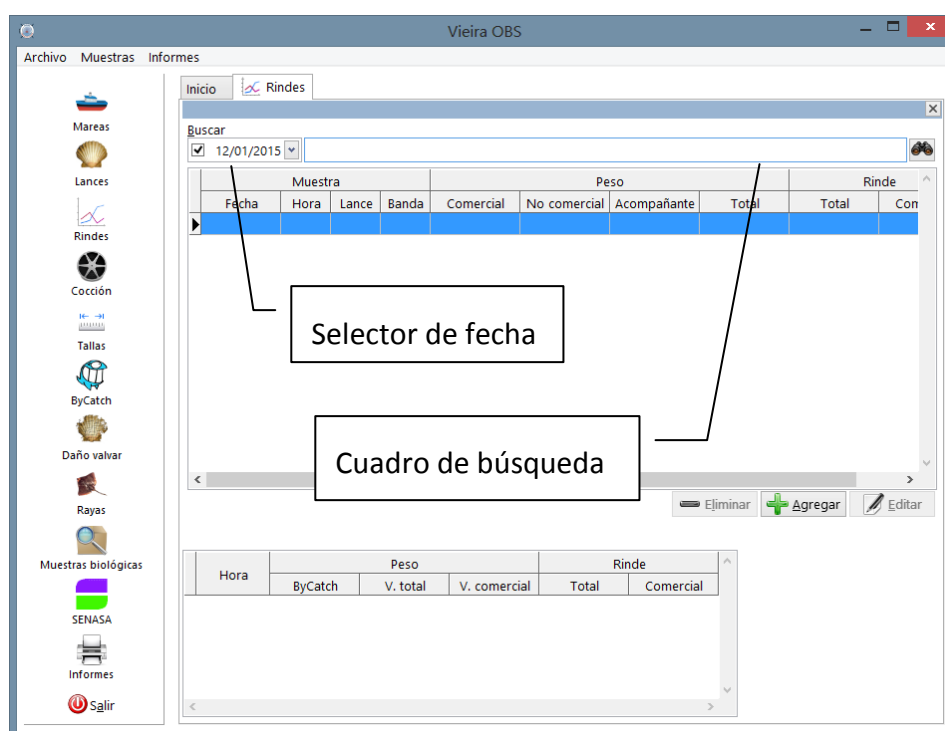 Vieira OBS
Archivo Muestras Informes
Mareas
Lances
Rindes
Cocción
Tallas
ByCatch
Daño valvar
Rayas
Muestras biológicas
SENASA
Informes
Salir
Inicio Rindes
Buscar
12/01/2015
Muestra Peso Rinde
Fecha Hora Lance Banda Comercial No comercial Acompañante Total Total Com
Selector de fecha
Cuadro de búsqueda
Eliminar Agregar Editar
Hora Peso Rinde
ByCatch V. total V. comercial Total Comercial